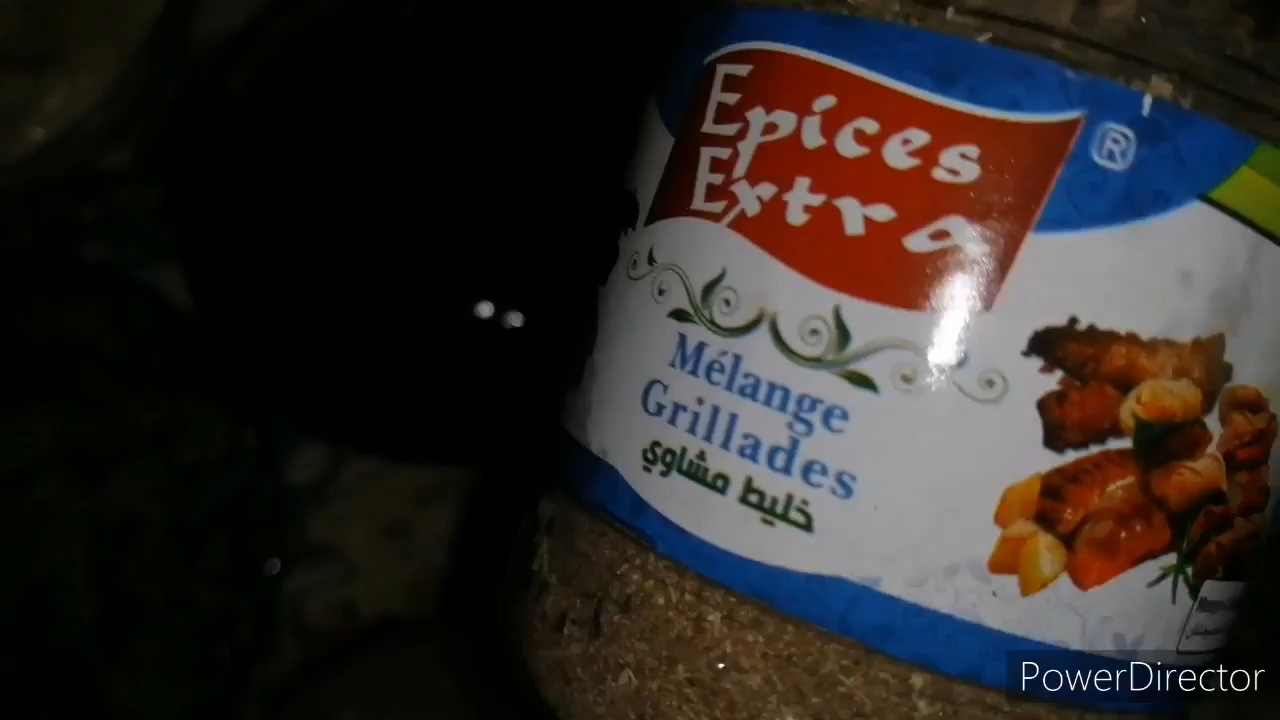 Epices
Extra
®
Mélange
Grillades
خليط مشاوي
PowerDirector